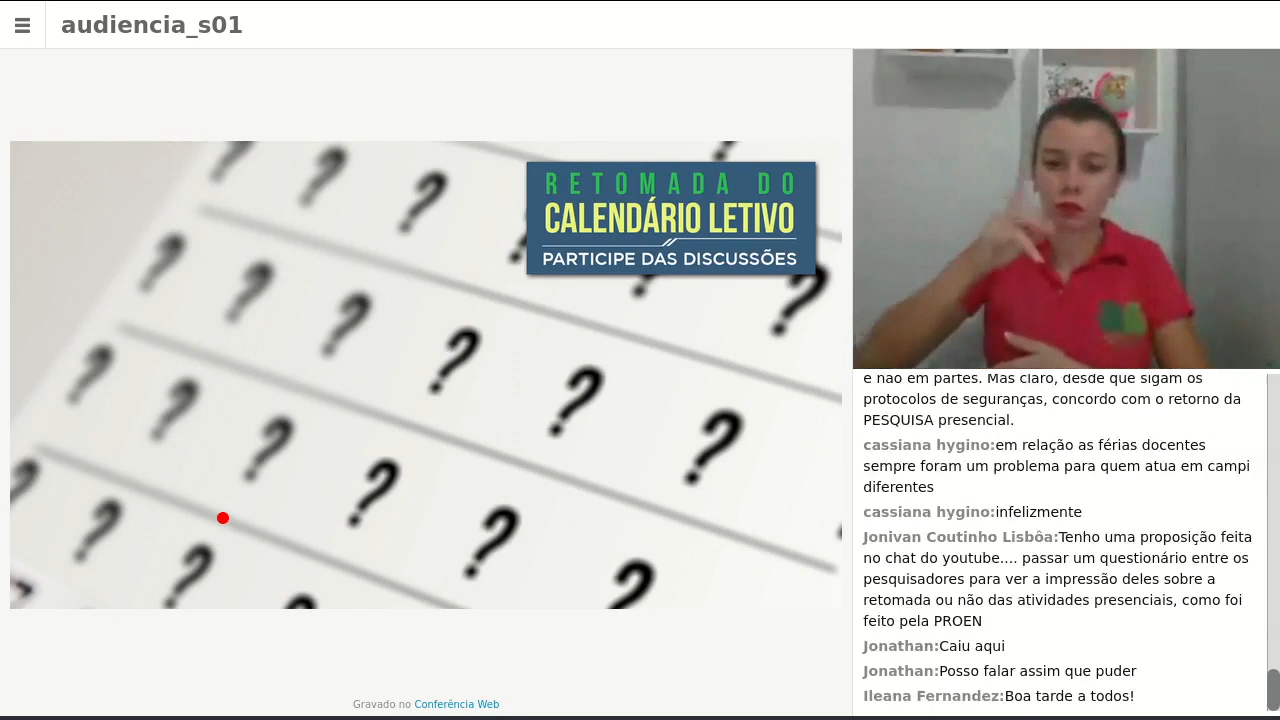 audiencia_s01
RETOMADA DO
CALENDÁRIO LETIVO
PARTICIPE DAS DISCUSSÕES
e não em partes. Mas claro, desde que sigam os
protocolos de seguranças, concordo com o retorno da
PESQUISA presencial.
cassiana hygino:em relação as férias docentes
sempre foram um problema para quem atua em campi
diferentes
cassiana hygino:infelizmente
Jonivan Coutinho Lisbôa:Tenho uma proposição feita
no chat do youtube.... passar um questionário entre os
pesquisadores para ver a impressão deles sobre a
retomada ou não das atividades presenciais, como foi
feito pela PROEN
Jonathan:Caiu aqui
Jonathan:Posso falar assim que puder
Ileana Fernandez:Boa tarde a todos!
Gravado no Conferência Web